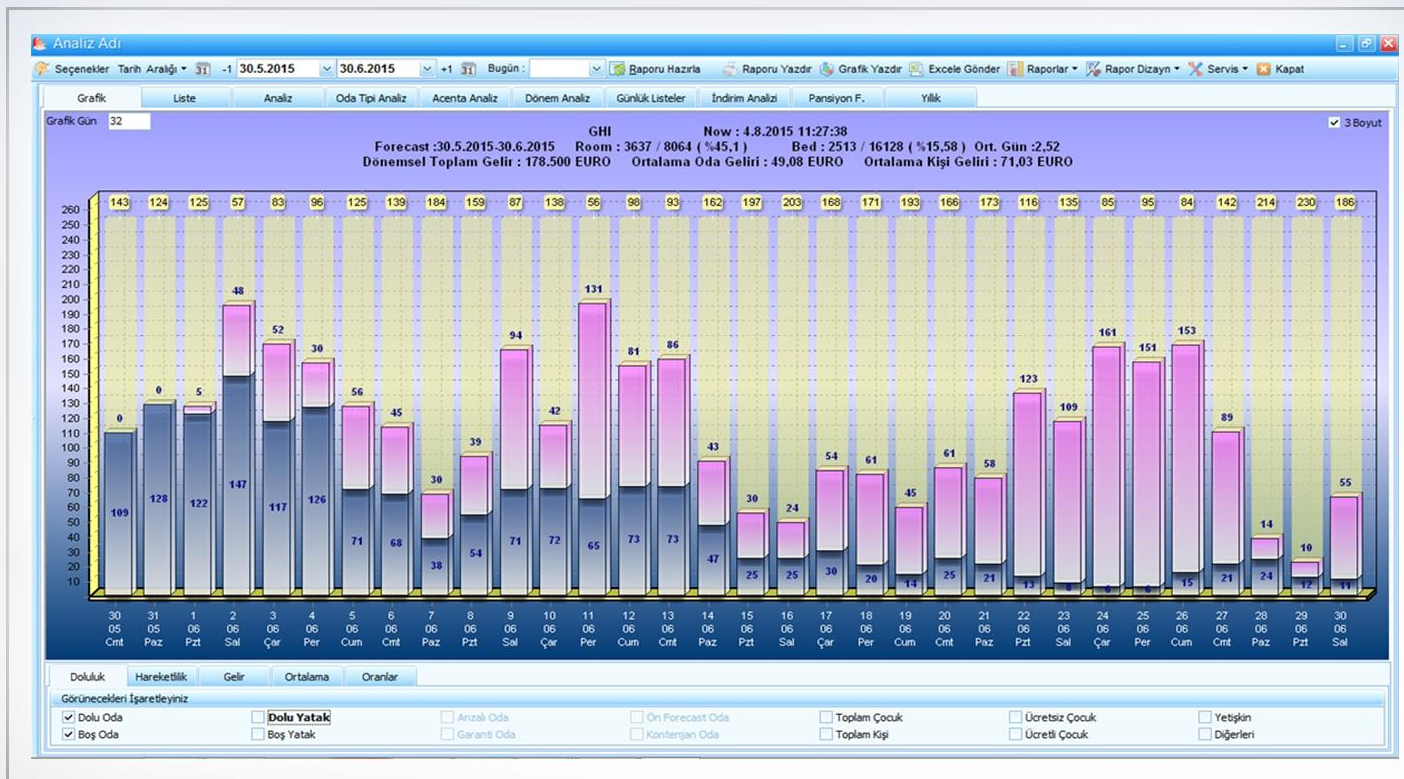 Analiz Adı
Seçenekler Tarih Aralığı -1 30.5.2015 30.6.2015 +1 Bugün : Raporu Hazırla Raporu Yazdır Grafik Yazdır Excele Gönder Raporlar Rapor Dizayn Servis Kapat
Grafik Liste Analiz Oda Tipi Analiz Acenta Analiz Dönem Analiz Günlük Listeler İndirim Analizi Pansiyon F. Yıllık
Grafik Gün 32 3 Boyut
GHI Now : 4.8.2015 11:27:38
Forecast :30.5.2015-30.6.2015 Room : 3637 / 8064 ( %45,1 ) Bed : 2513 / 16128 ( %15,58 ) Ort. Gün :2,52
Dönemsel Toplam Gelir : 178.500 EURO Ortalama Oda Geliri : 49,08 EURO Ortalama Kişi Geliri : 71,03 EURO
143 124 125 57 83 96 125 139 184 159 87 138 56 98 93 162 197 203 168 171 193 166 173 116 135 85 95 84 142 214 230 186
260
250
240
230
220
210
200
190
180
170
160
150
140
130
120
110
100
90
80
70
60
50
40
30
20
10
0 0 5 48 52 30 56 45 30 39 94 42 131 81 86 43 30 24 54 61 45 61 58 123 109 161 151 153 89 14 10 55
109 128 122 147 117 126 71 68 38 54 71 72 65 73 73 47 25 25 30 20 14 25 21 13 8 6 6 15 21 24 12 11
30 31 1 2 3 4 5 6 7 8 9 10 11 12 13 14 15 16 17 18 19 20 21 22 23 24 25 26 27 28 29 30
05 05 06 06 06 06 06 06 06 06 06 06 06 06 06 06 06 06 06 06 06 06 06 06 06 06 06 06 06 06 06 06
Cmt Paz Pzt Sal Çar Per Cum Cmt Paz Pzt Sal Çar Per Cum Cmt Paz Pzt Sal Çar Per Cum Cmt Paz Pzt Sal Çar Per Cum Cmt Paz Pzt Sal
Doluluk Hareketlilik Gelir Ortalama Oranlar
Görünecekleri İşaretleyiniz
Dolu Oda Dolu Yatak Arızalı Oda Ön Forecast Oda Toplam Çocuk Ücretsiz Çocuk Yetişkin
Boş Oda Boş Yatak Garanti Oda Kontenjan Oda Toplam Kişi Ücretli Çocuk Diğerleri